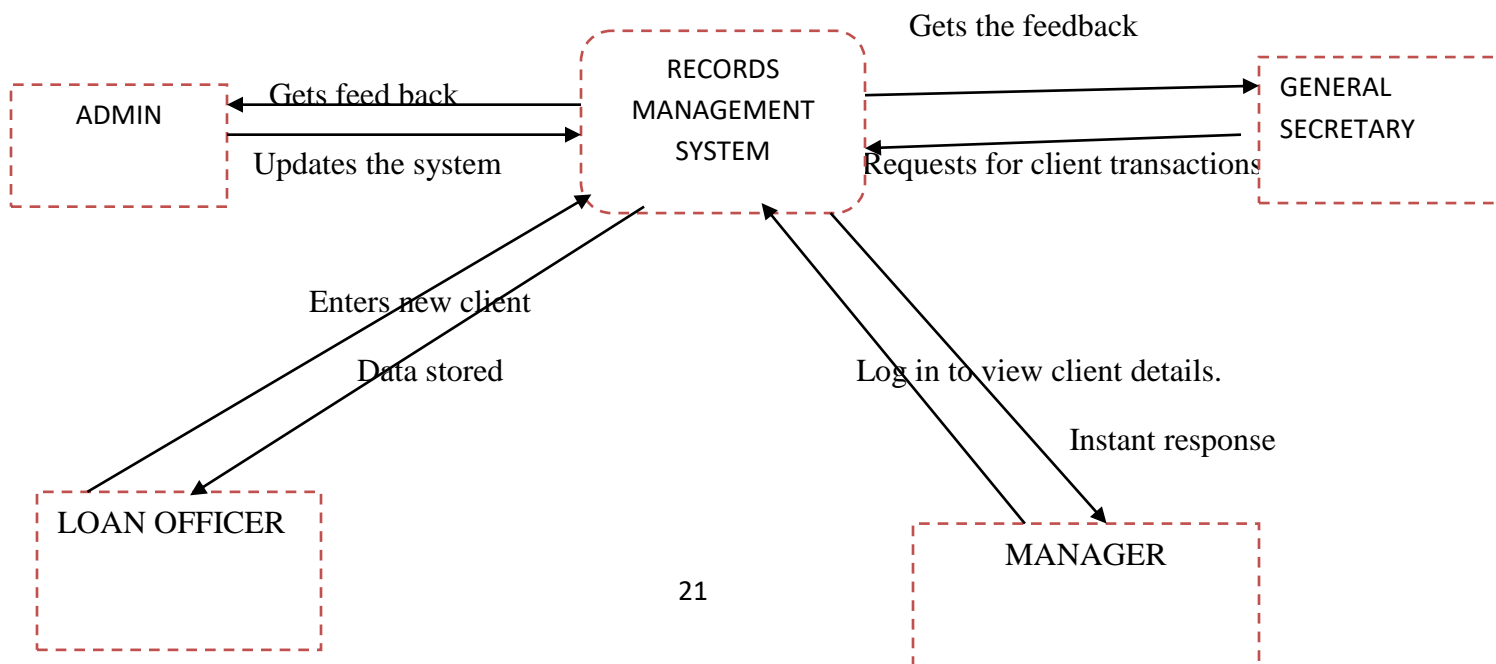 Gets the feedback
RECORDS
MANAGEMENT
SYSTEM
ADMIN
Gets feed back
Updates the system
GENERAL
SECRETARY
Requests for client transactions
Enters new client
Data stored
Log in to view client details.
Instant response
LOAN OFFICER
MANAGER
21